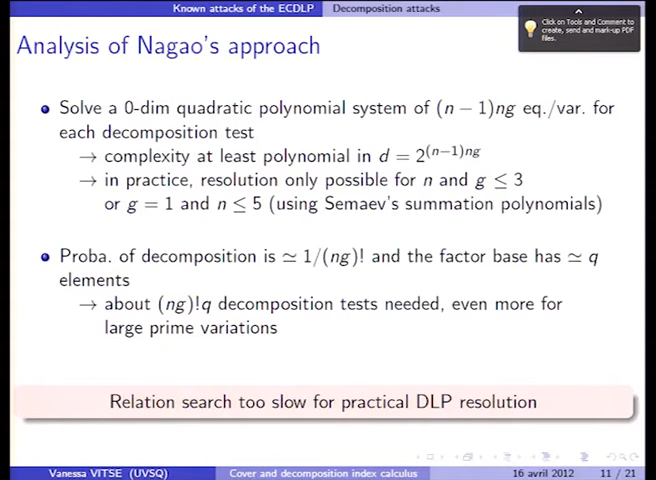 Known attacks of the ECDLP Decomposition attacks
Click on Tools and Comment to
create, send and mark-up PDF
files.
Analysis of Nagao's approach
Solve a 0-dim quadratic polynomial system of (n − 1)ng eq./var. for
each decomposition test
→ complexity at least polynomial in d = 2^(n−1)ng
→ in practice, resolution only possible for n and g ≤ 3
or g = 1 and n ≤ 5 (using Semaev's summation polynomials)
Proba. of decomposition is ≃ 1/(ng)! and the factor base has ≃ q
elements
→ about (ng)!q decomposition tests needed, even more for
large prime variations
Relation search too slow for practical DLP resolution
Vanessa VITSE (UVSQ) Cover and decomposition index calculus 16 avril 2012 11 / 21